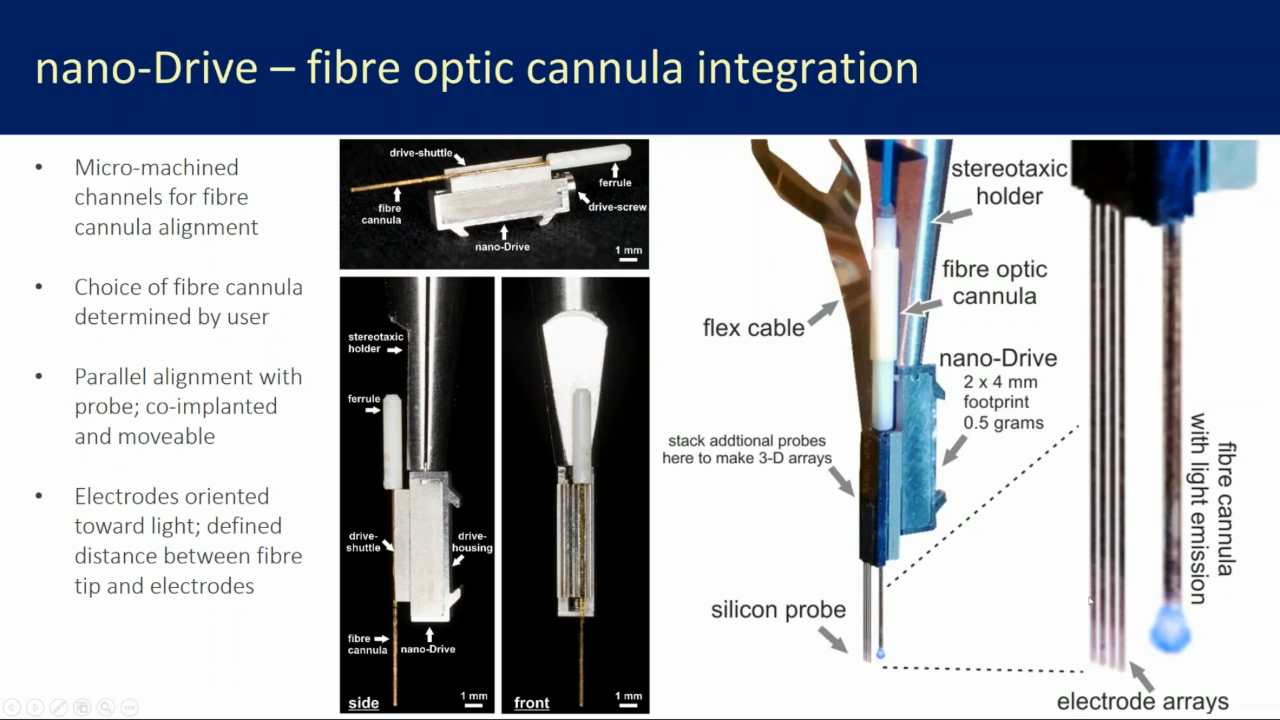 nano-Drive – fibre optic cannula integration
• Micro-machined
channels for fibre
cannula alignment
• Choice of fibre cannula
determined by user
• Parallel alignment with
probe; co-implanted
and moveable
• Electrodes oriented
toward light; defined
distance between fibre
tip and electrodes
drive-shuttle
ferrule
fibre
cannula
drive-screw
nano-Drive
1 mm
stereotaxic
holder
ferrule
drive-
shuttle
drive-
housing
fibre
cannula
nano-Drive
side
1 mm
front
1 mm
stereotaxic
holder
fibre optic
cannula
flex cable
nano-Drive
2 x 4 mm
footprint
0.5 grams
stack addtional probes
here to make 3-D arrays
silicon probe
fibre cannula
with light emission
electrode arrays